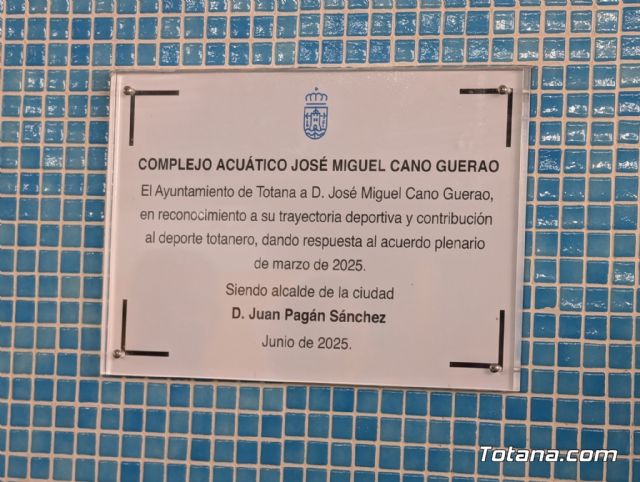 COMPLEJO ACUÁTICO JOSÉ MIGUEL CANO GUERAO
El Ayuntamiento de Totana a D. José Miguel Cano Guerao,
en reconocimiento a su trayectoria deportiva y contribución
al deporte totanero, dando respuesta al acuerdo plenario
de marzo de 2025.
Siendo alcalde de la ciudad
D. Juan Pagán Sánchez
Junio de 2025.
Totana.com